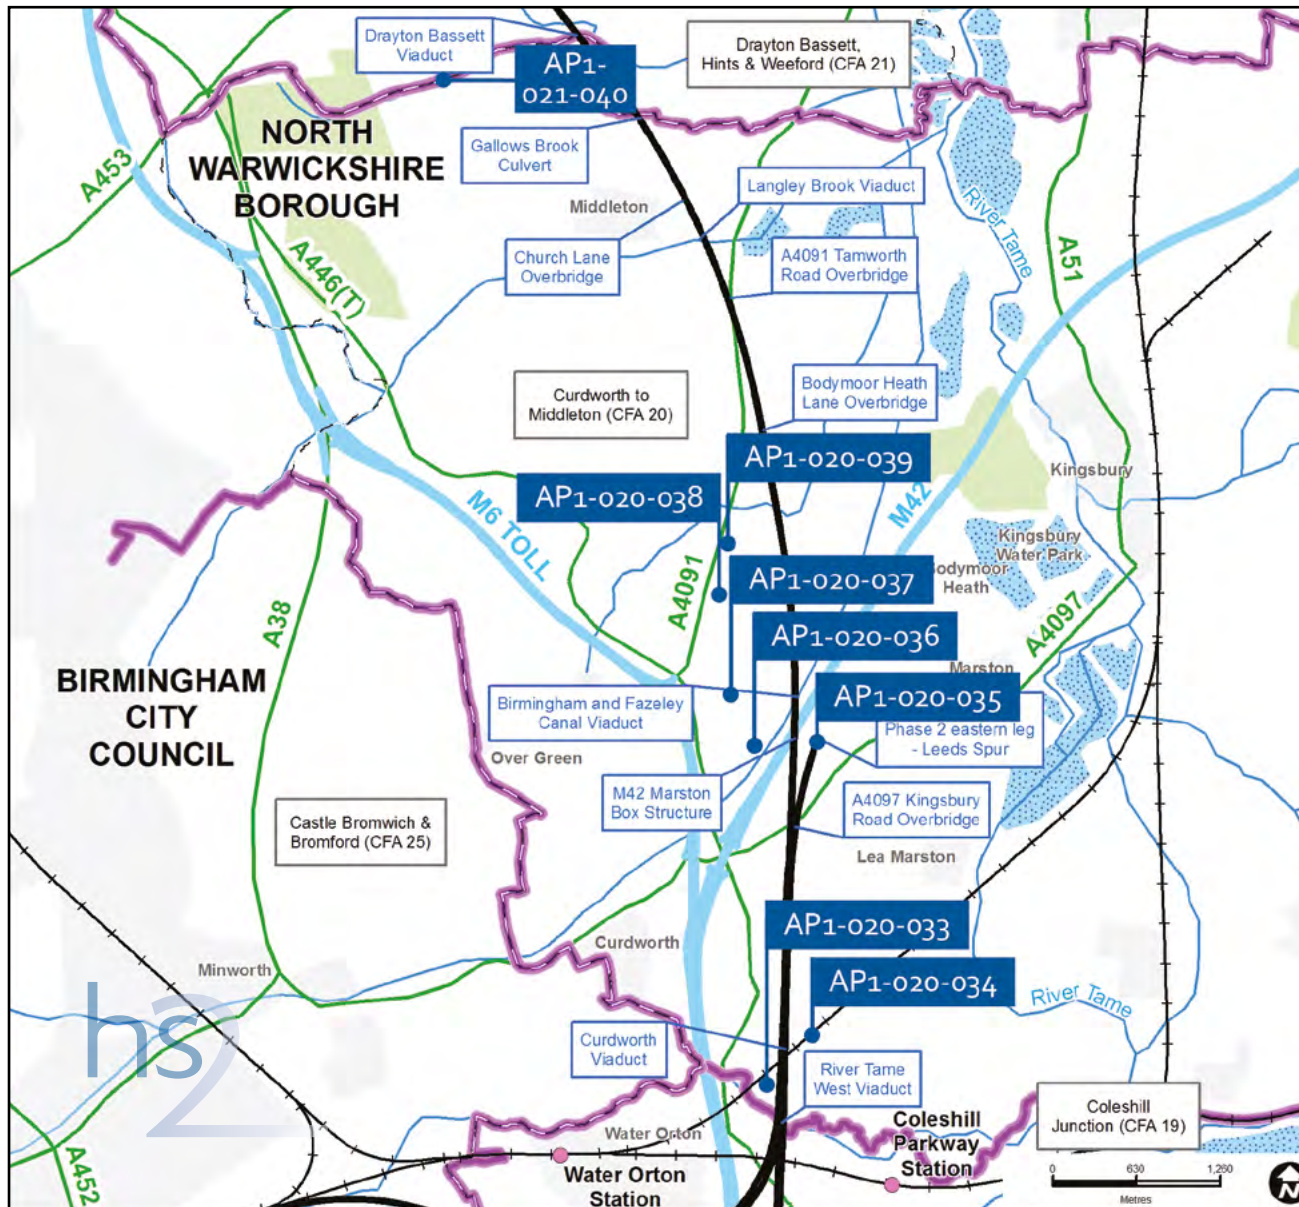 Drayton Bassett
Viaduct
AP1-
021-040
Drayton Bassett,
Hints & Weeford (CFA 21)
NORTH
WARWICKSHIRE
BOROUGH
Gallows Brook
Culvert
A453
Middleton
Langley Brook Viaduct
River Tame
A51
Church Lane
Overbridge
A4091 Tamworth
Road Overbridge
A446(T)
Curdworth to
Middleton (CFA 20)
Bodymoor Heath
Lane Overbridge
AP1-020-039
AP1-020-038
Kingsbury
M42
M6 TOLL
Kingsbury
Water Park
AP1-020-037
Bodymoor
Heath
A4091
A38
A4097
AP1-020-036
Marston
BIRMINGHAM
CITY
COUNCIL
Birmingham and Fazeley
Canal Viaduct
AP1-020-035
Phase 2 eastern leg
- Leeds Spur
Over Green
M42 Marston
Box Structure
A4097 Kingsbury
Road Overbridge
Castle Bromwich &
Bromford (CFA 25)
Lea Marston
AP1-020-033
Curdworth
Minworth
AP1-020-034
River Tame
hs2
Curdworth
Viaduct
River Tame
West Viaduct
Coleshill
Junction (CFA 19)
Water Orton
Coleshill
Parkway
Station
A452
Water Orton
Station
0 630 1,260
Metres
N